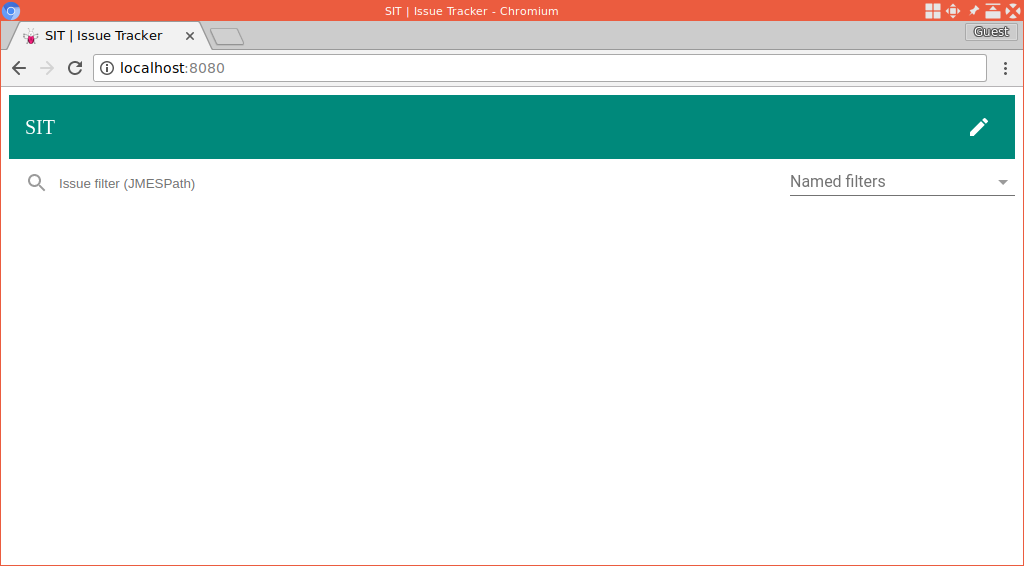 SIT | Issue Tracker - Chromium
SIT | Issue Tracker
Guest
localhost:8080
SIT
Issue filter (JMESPath)
Named filters